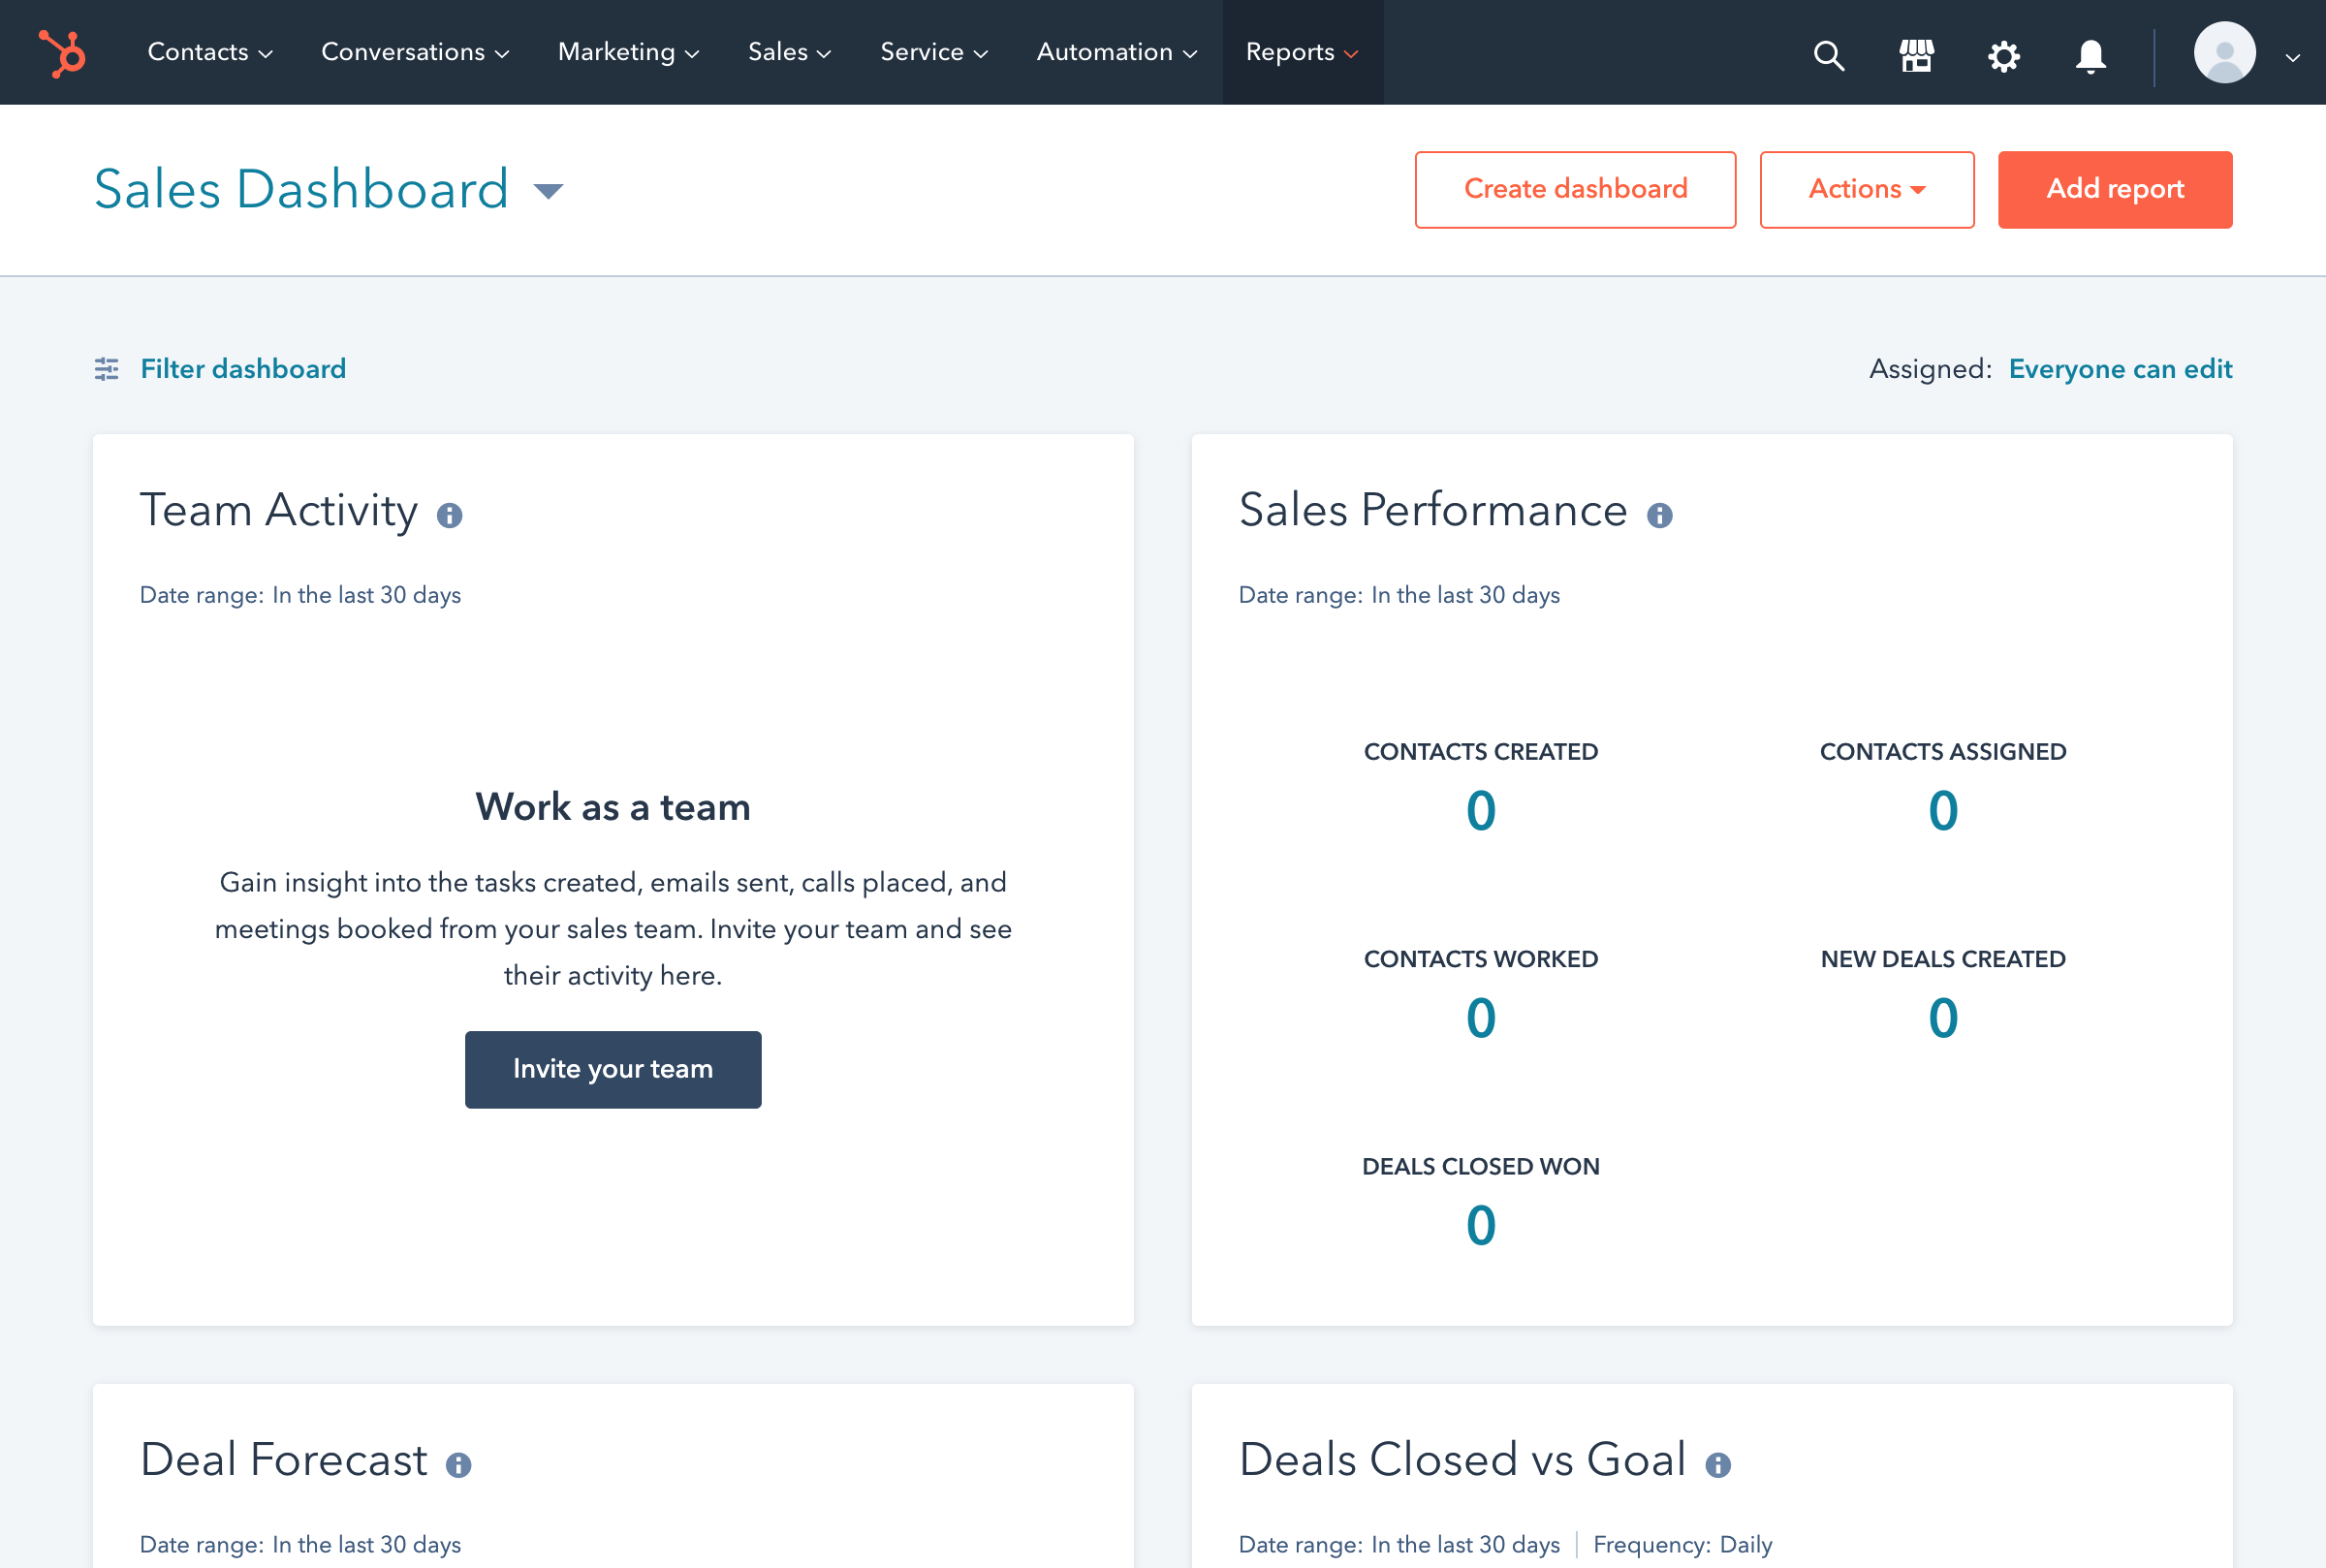 Contacts Conversations Marketing Sales Service Automation Reports
Sales Dashboard
Create dashboard Actions Add report
Filter dashboard
Assigned: Everyone can edit
Team Activity
Date range: In the last 30 days
Work as a team
Gain insight into the tasks created, emails sent, calls placed, and
meetings booked from your sales team. Invite your team and see
their activity here.
Invite your team
Sales Performance
Date range: In the last 30 days
CONTACTS CREATED
0
CONTACTS ASSIGNED
0
CONTACTS WORKED
0
NEW DEALS CREATED
0
DEALS CLOSED WON
0
Deal Forecast
Date range: In the last 30 days
Deals Closed vs Goal
Date range: In the last 30 days Frequency: Daily